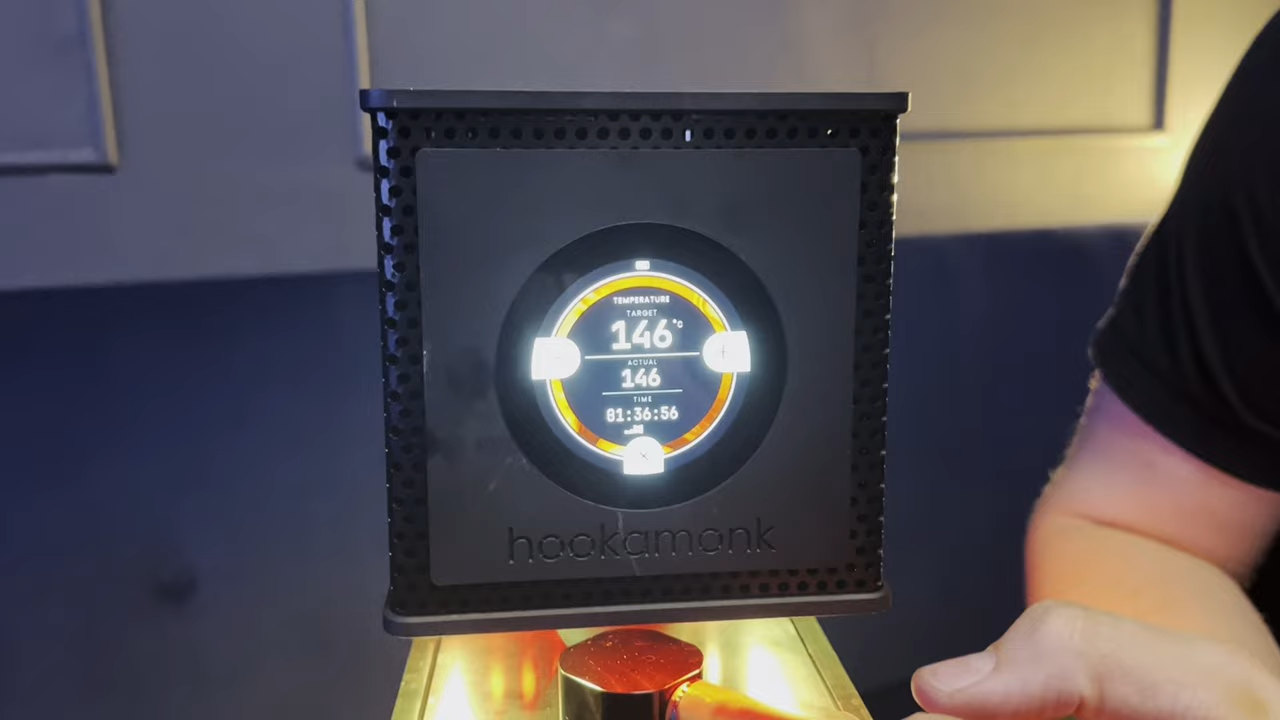 TEMPERATURE
TARGET
146°C
ACTUAL
146
TIME
01:36:56
hookamonk